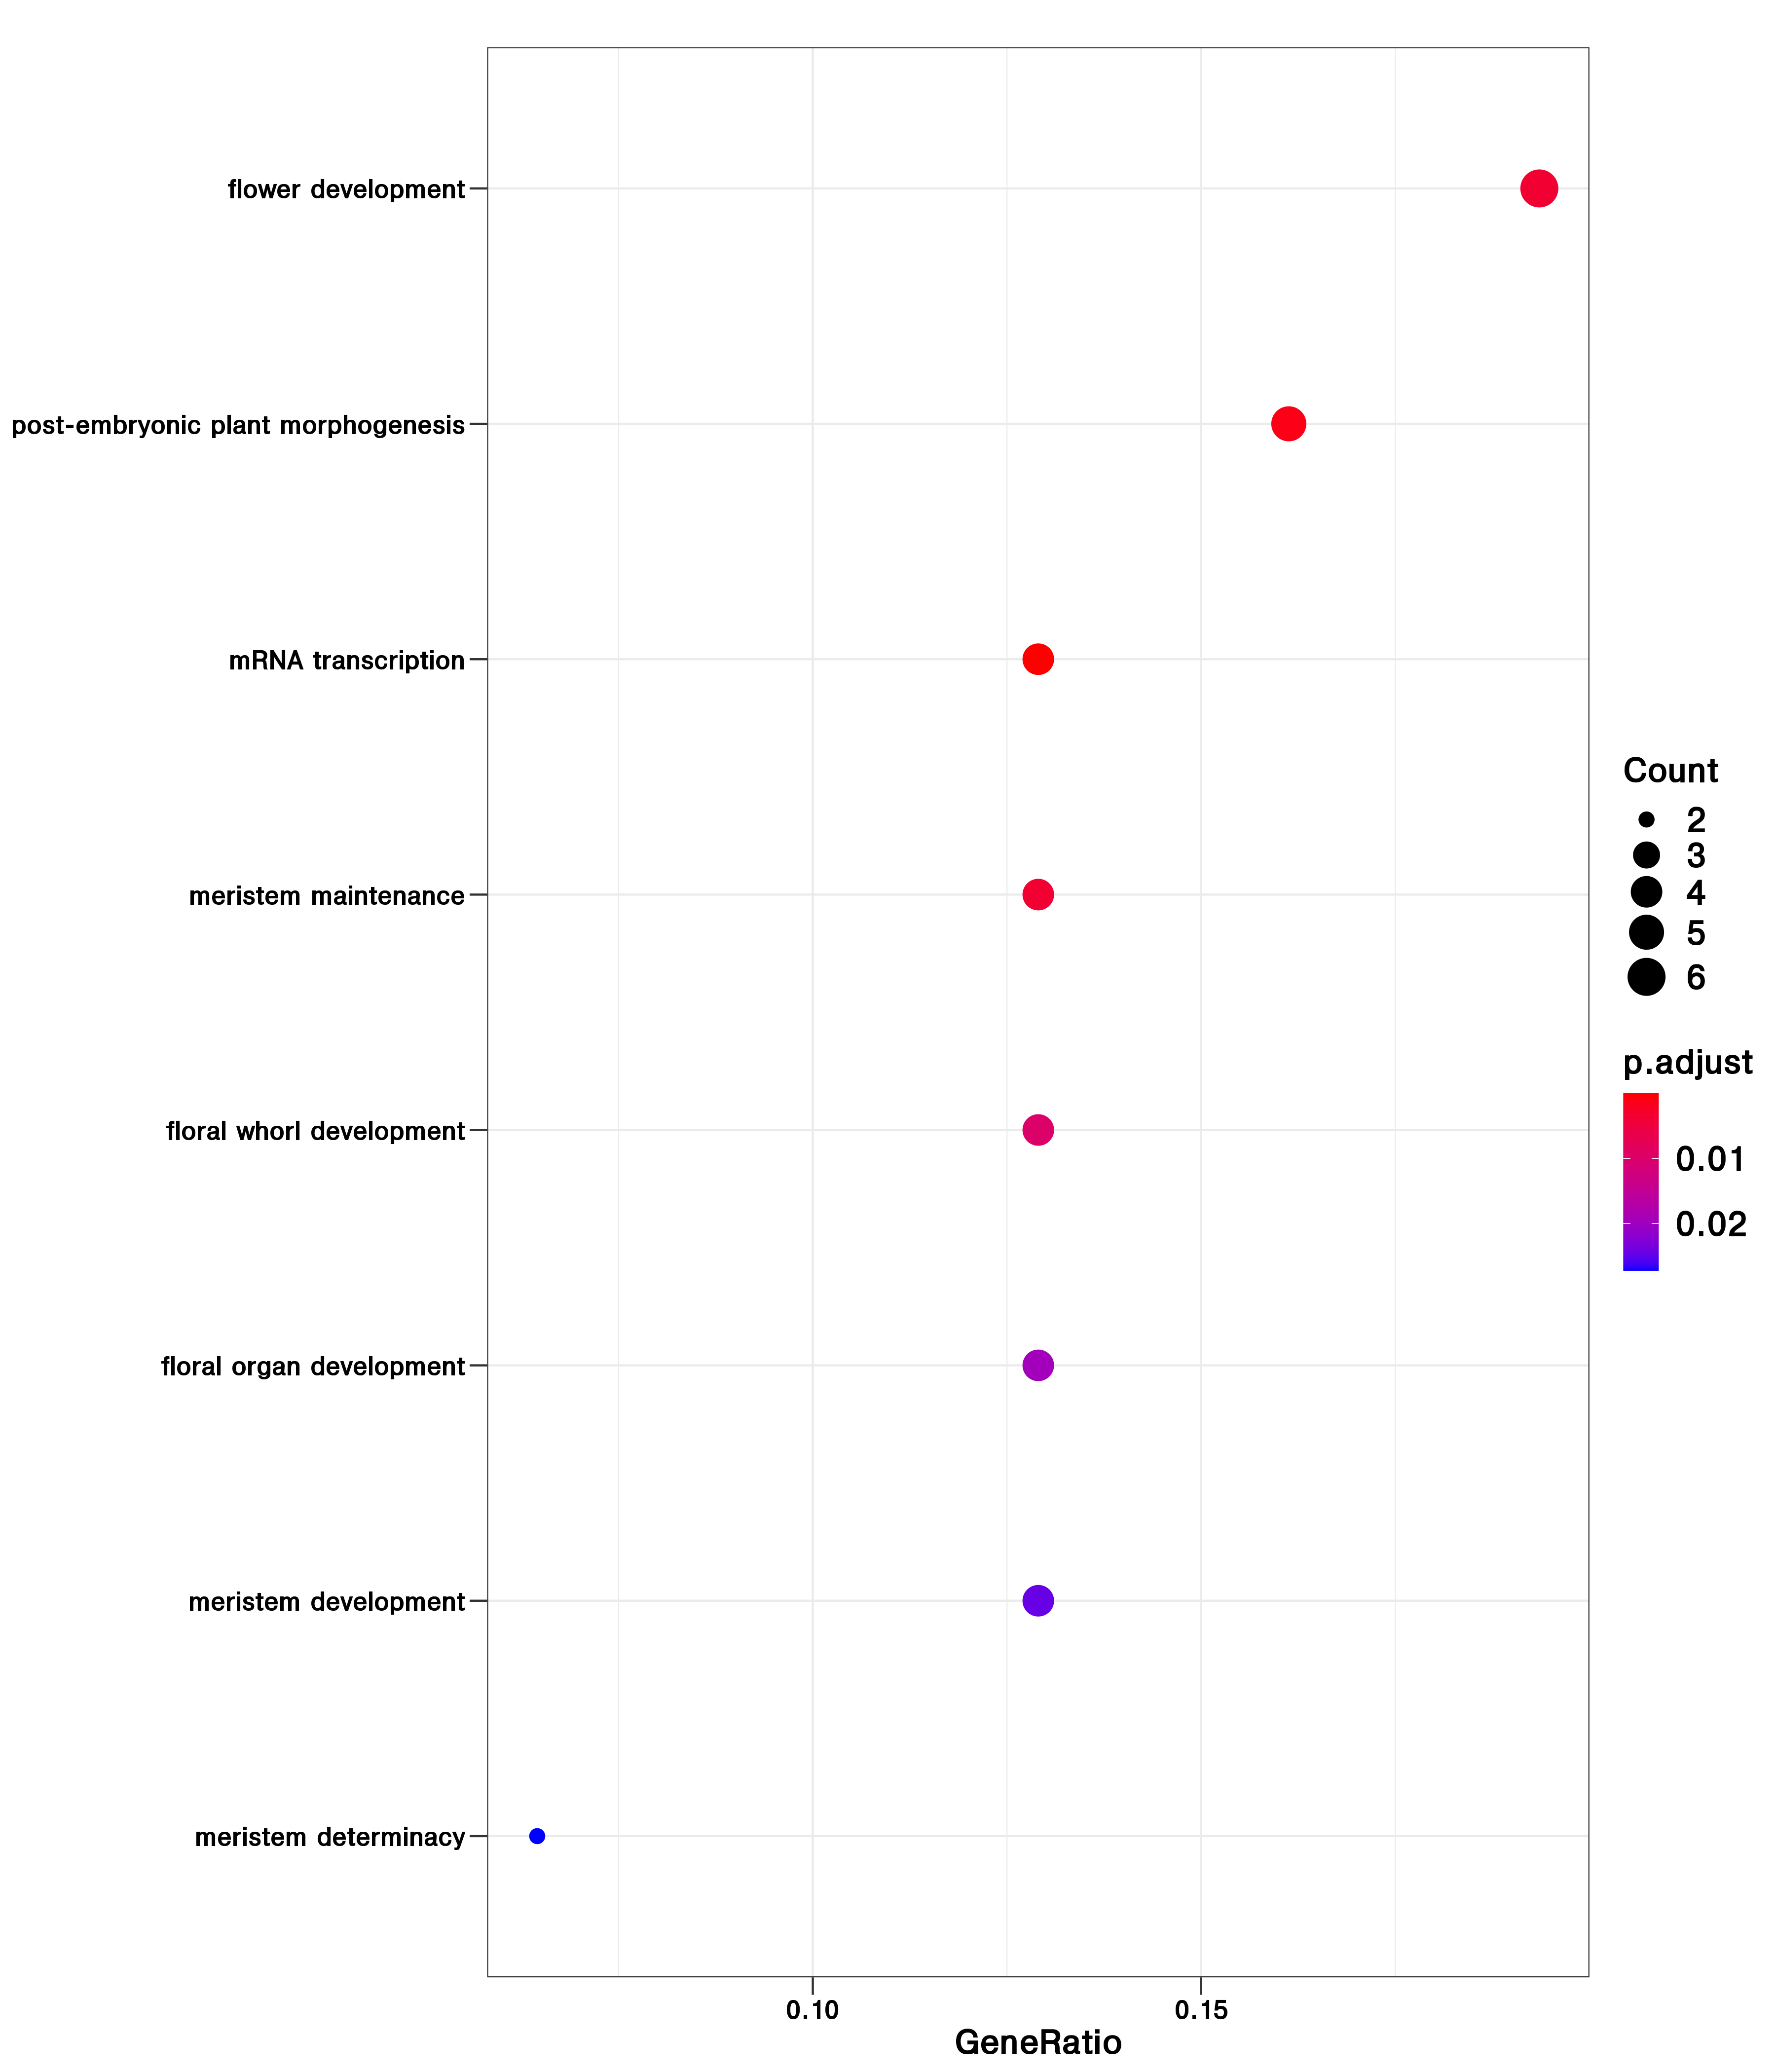 flower development
post-embryonic plant morphogenesis
mRNA transcription
meristem maintenance
floral whorl development
floral organ development
meristem development
meristem determinacy
0.10
0.15
GeneRatio
Count
2
3
4
5
6
p.adjust
0.01
0.02